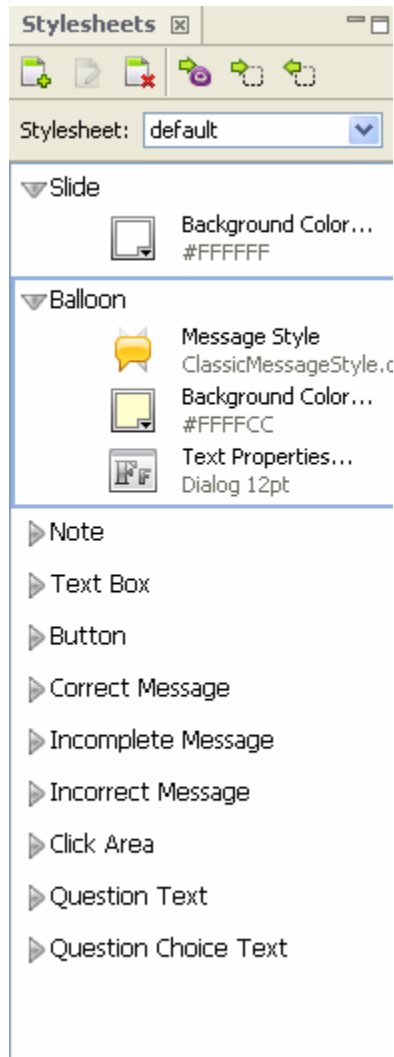 Stylesheets
Stylesheet: default
Slide
Background Color...
#FFFFFF
Balloon
Message Style
ClassicMessageStyle.c
Background Color...
#FFFFCC
Text Properties...
Dialog 12pt
Note
Text Box
Button
Correct Message
Incomplete Message
Incorrect Message
Click Area
Question Text
Question Choice Text